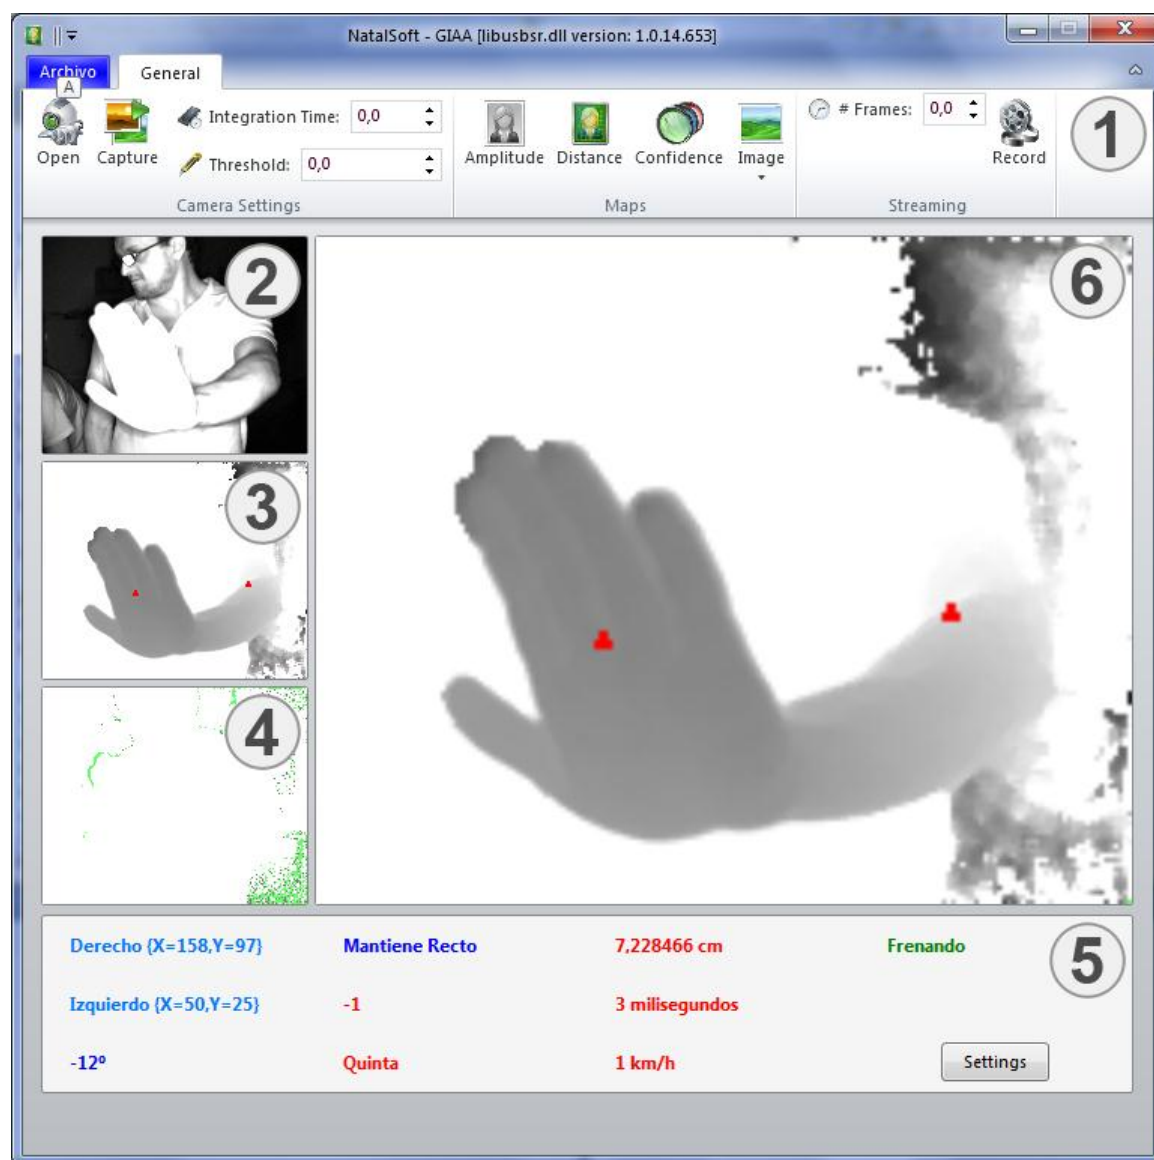 NatalSoft - GIAA [libusbsr.dll version: 1.0.14.653]
Archivo General
A
Open Capture Integration Time: 0,0
Threshold: 0,0
Camera Settings
Amplitude Distance Confidence Image
Maps
# Frames: 0,0 Record
Streaming
1
2
3
4
6
Derecho {X=158,Y=97} Mantiene Recto 7,228466 cm Frenando
5
Izquierdo {X=50,Y=25} -1 3 milisegundos
-12º Quinta 1 km/h Settings